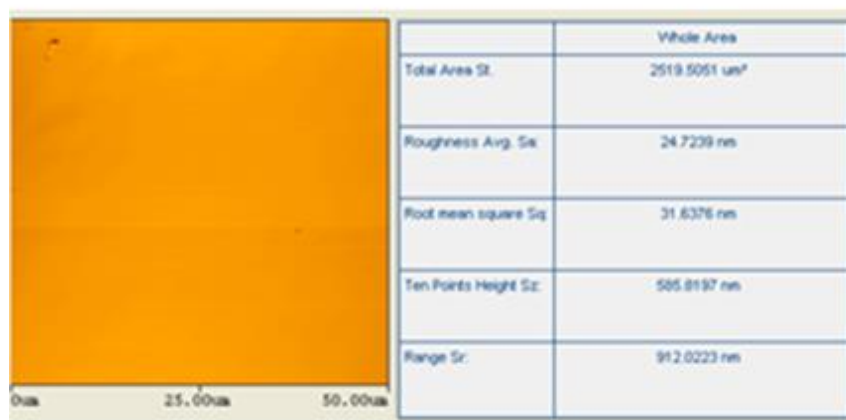 Whole Area
Total Area St. 2519.5051 um²
Roughness Avg. Sa: 24.7239 nm
Root mean square Sq: 31.6376 nm
Ten Points Height Sz: 585.8197 nm
Range Sr: 912.0223 nm
0um 25.00um 50.00um